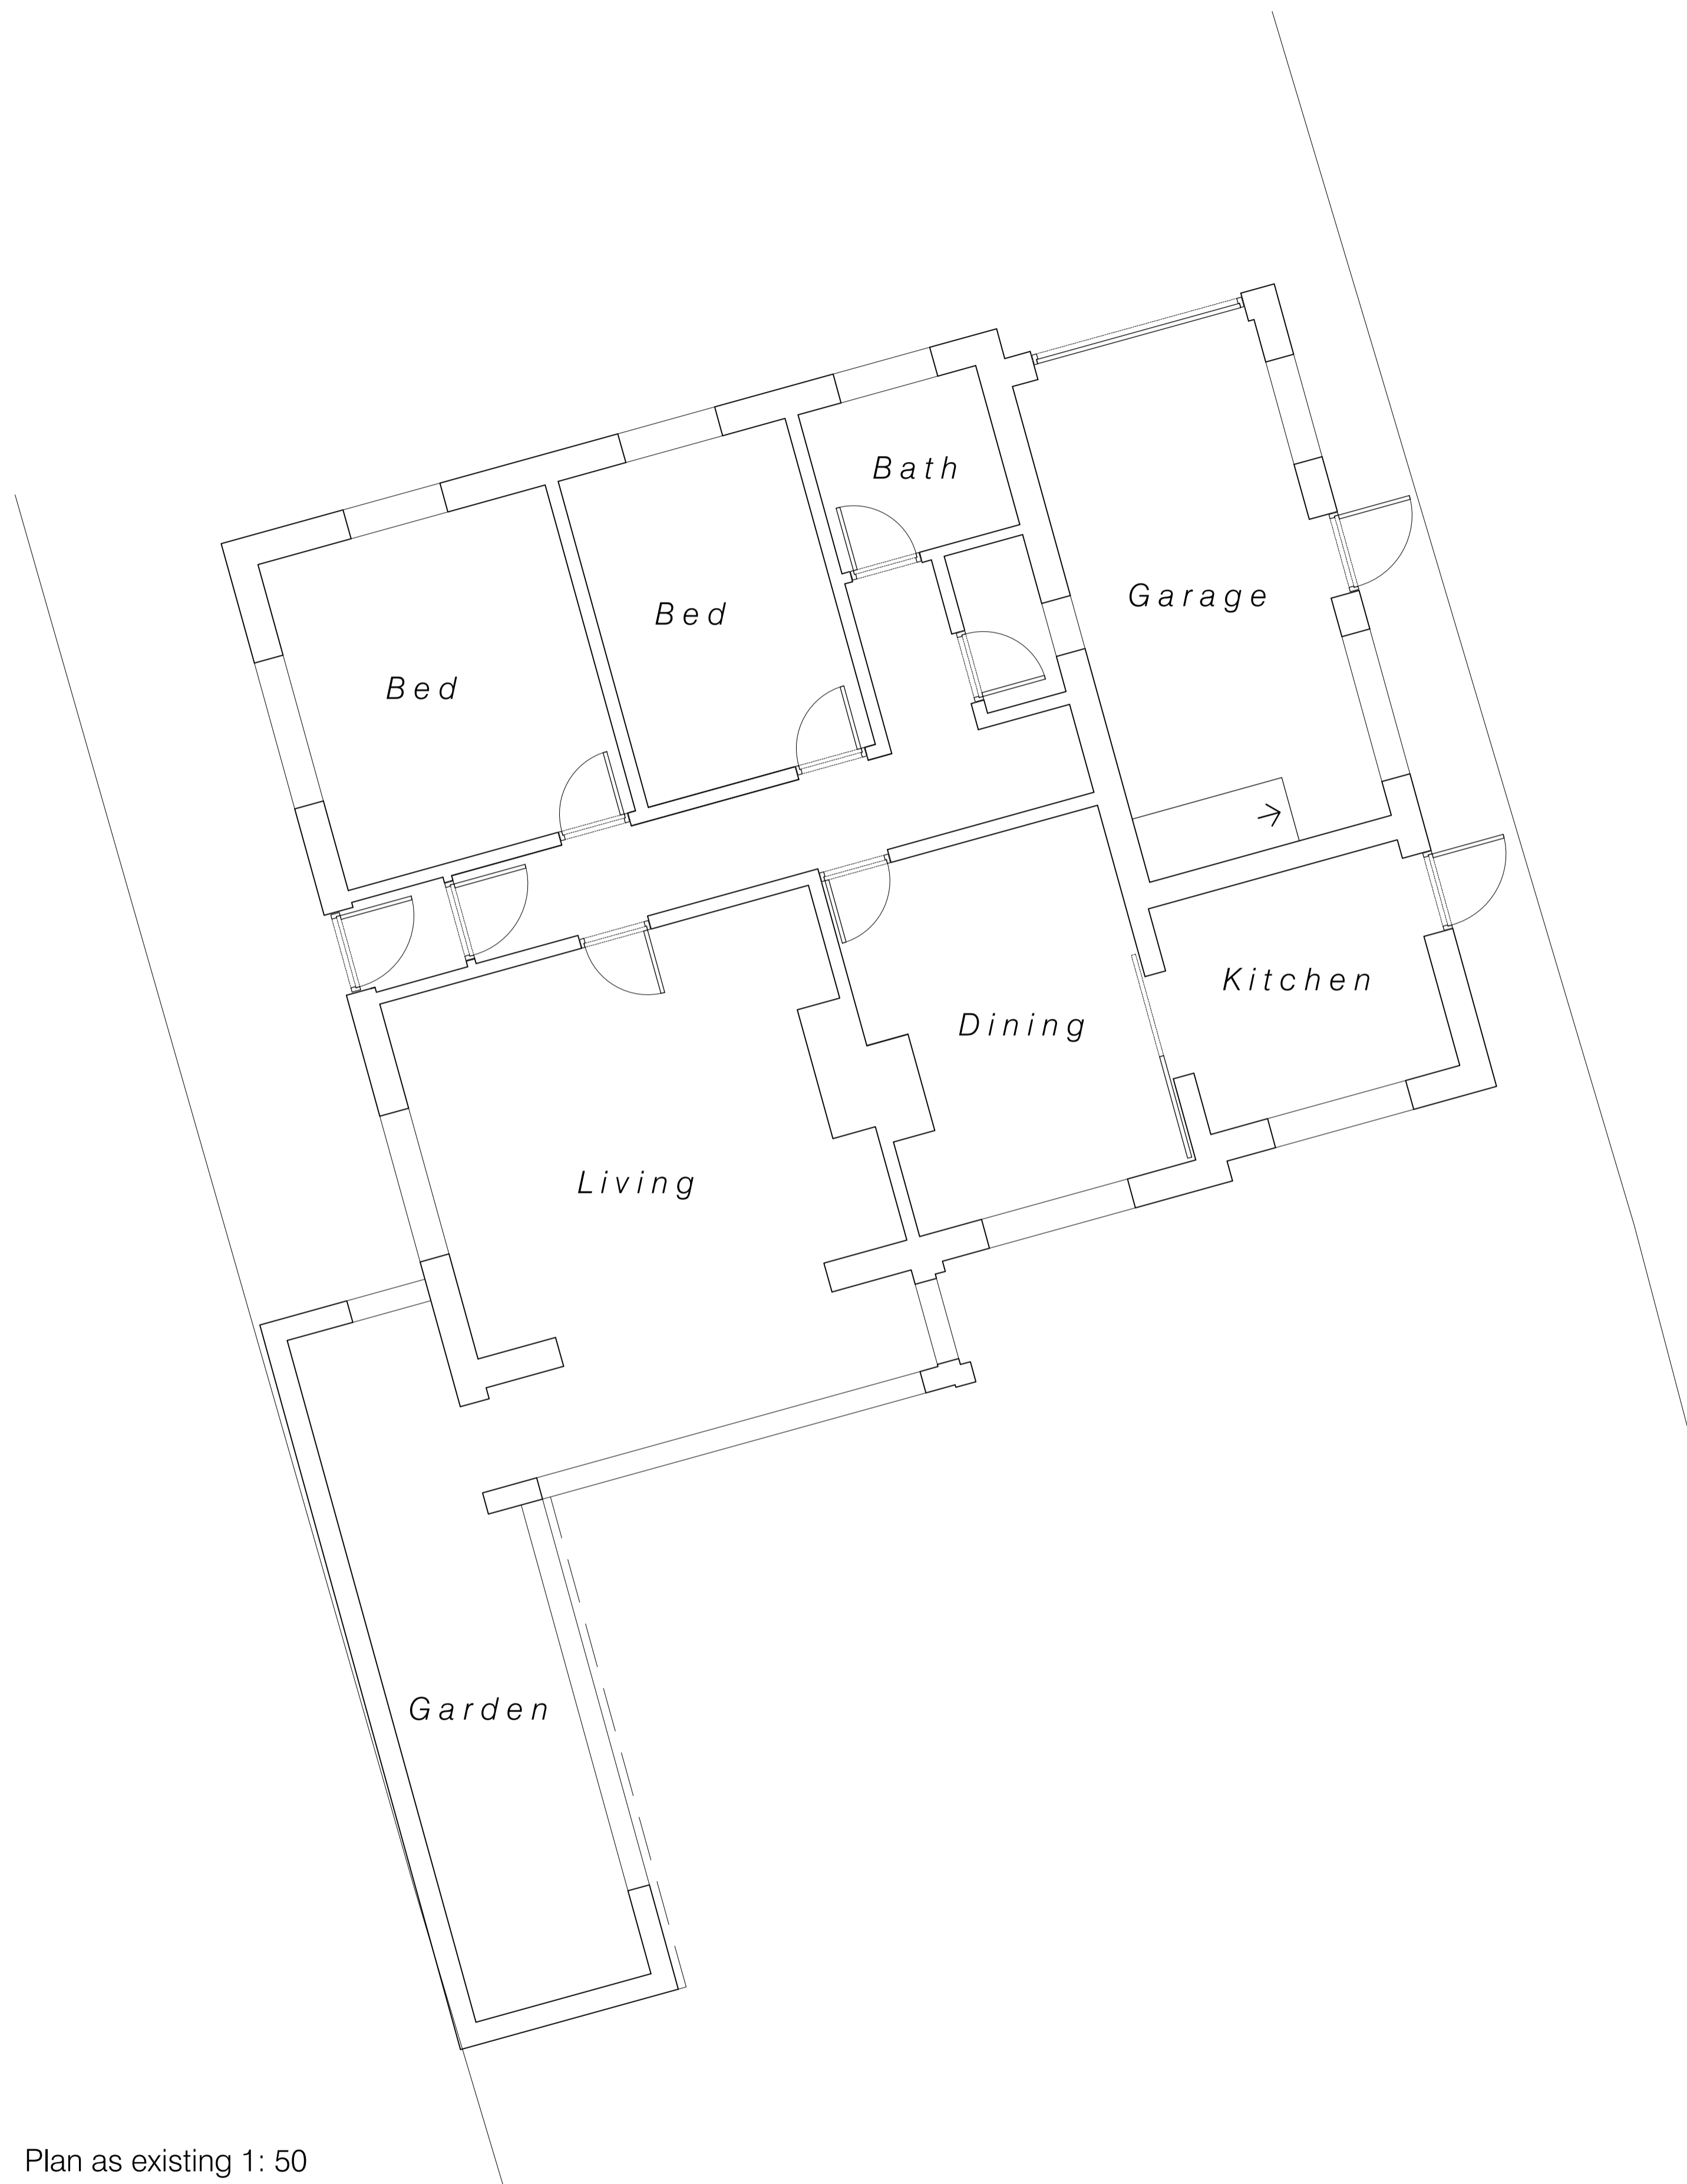 Bath
Garage
Bed
Bed
Kitchen
Dining
Living
Garden
Plan as existing 1: 50